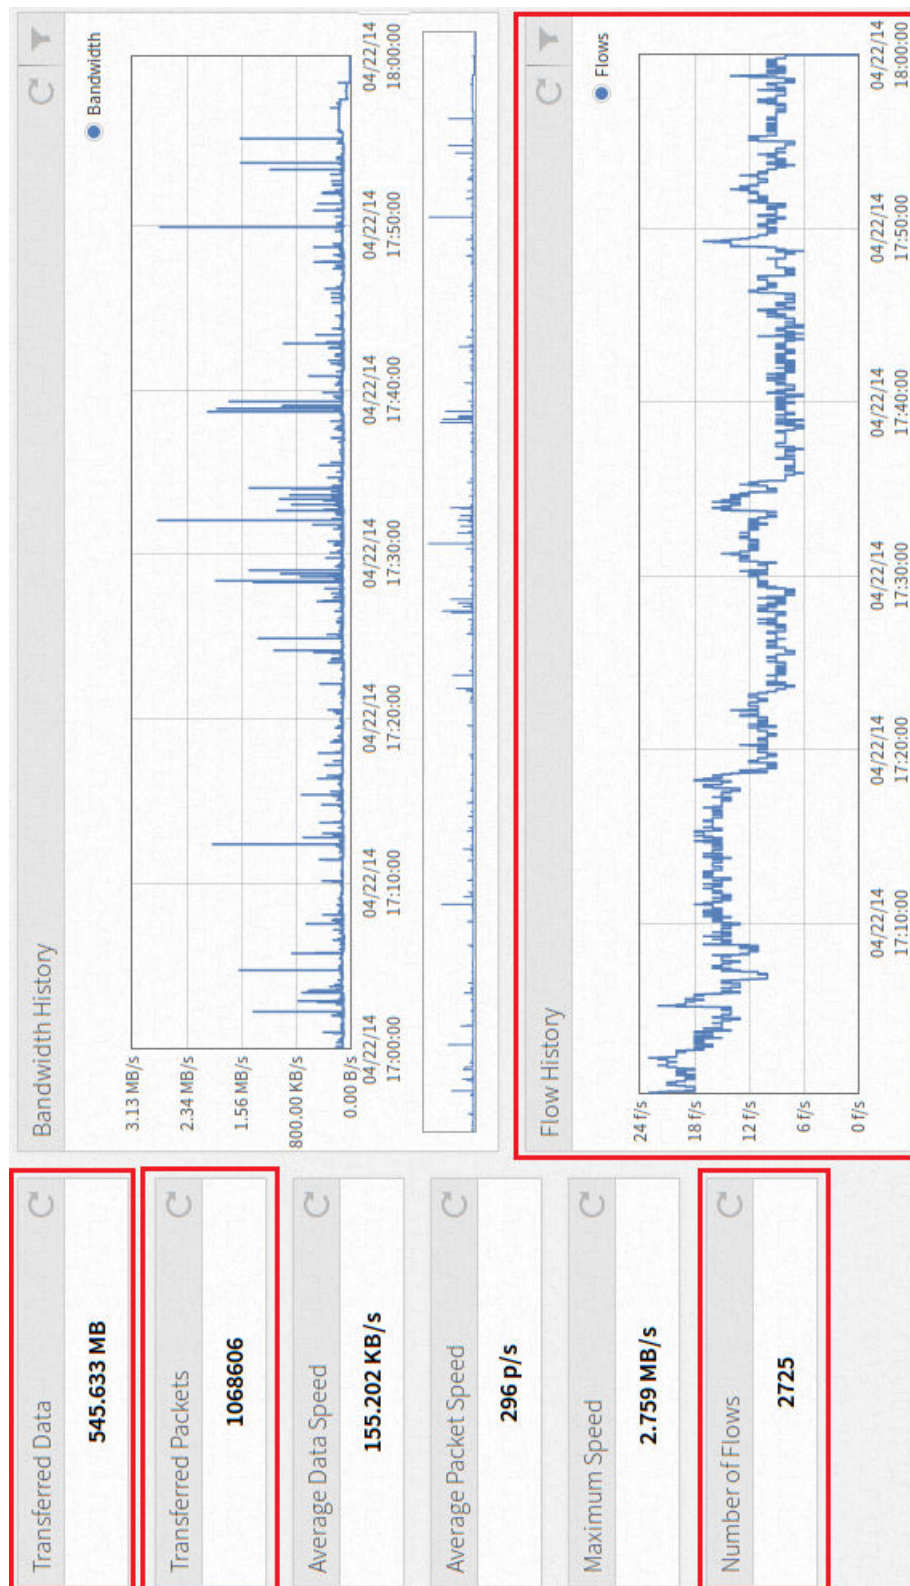 Transferred Data
545.633 MB
Transferred Packets
1068606
Average Data Speed
155.202 KB/s
Average Packet Speed
296 p/s
Maximum Speed
2.759 MB/s
Number of Flows
2725
Bandwidth History
Bandwidth
3.13 MB/s
2.34 MB/s
1.56 MB/s
800.00 KB/s
0.00 B/s
04/22/14 04/22/14 04/22/14 04/22/14 04/22/14 04/22/14 04/22/14
17:00:00 17:10:00 17:20:00 17:30:00 17:40:00 17:50:00 18:00:00
Flow History
Flows
24 f/s
18 f/s
12 f/s
6 f/s
0 f/s
04/22/14 04/22/14 04/22/14 04/22/14 04/22/14 04/22/14
17:10:00 17:20:00 17:30:00 17:40:00 17:50:00 18:00:00